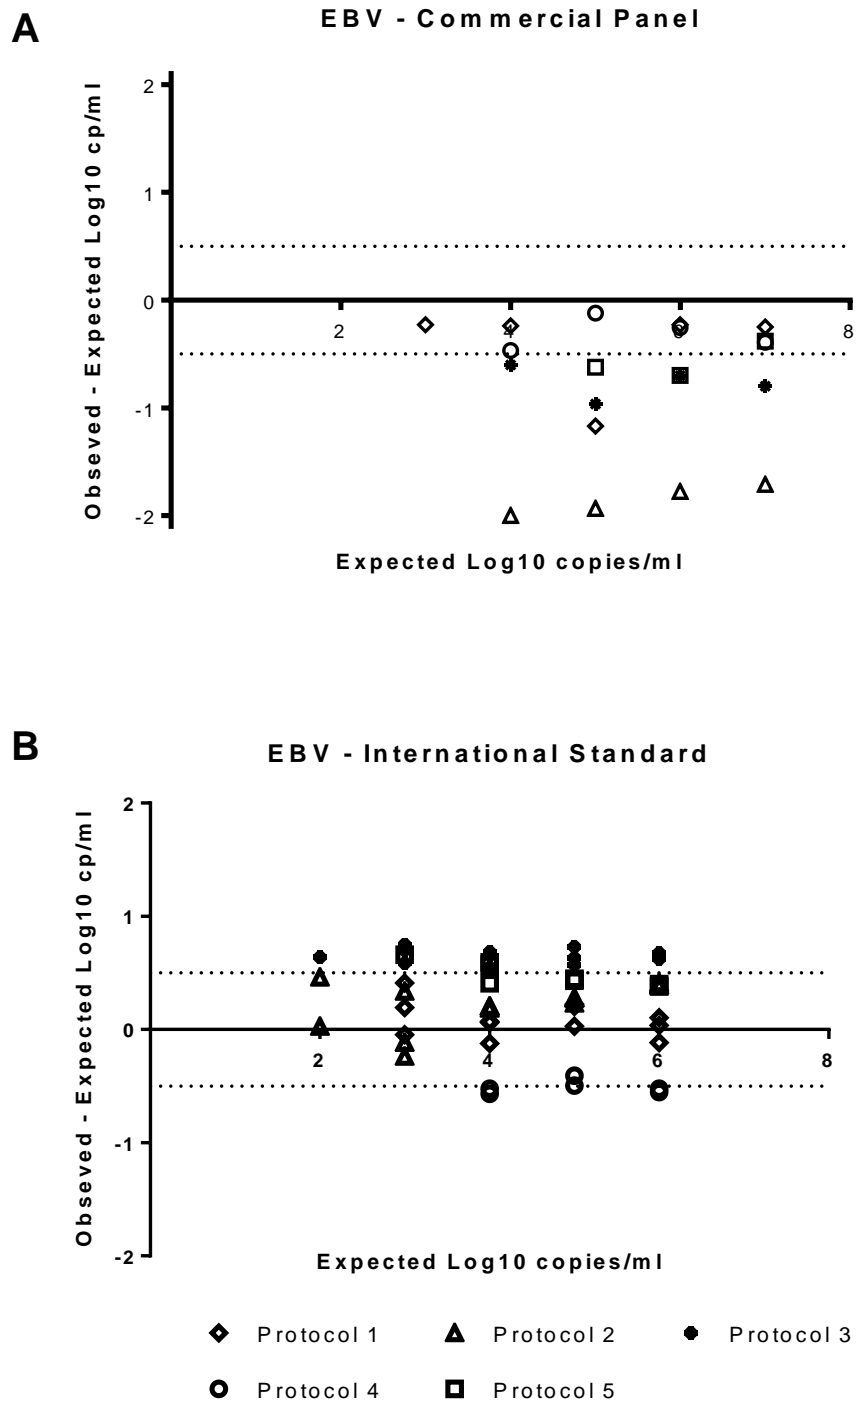 A
EBV - Commercial Panel
Obseved - Expected Log10 cp/ml
2
1
0
-1
-2
2
4
6
8
Expected Log10 copies/ml
B
EBV - International Standard
Obseved - Expected Log10 cp/ml
2
1
0
-1
-2
2
4
6
8
Expected Log10 copies/ml
Protocol 1
Protocol 2
Protocol 3
Protocol 4
Protocol 5